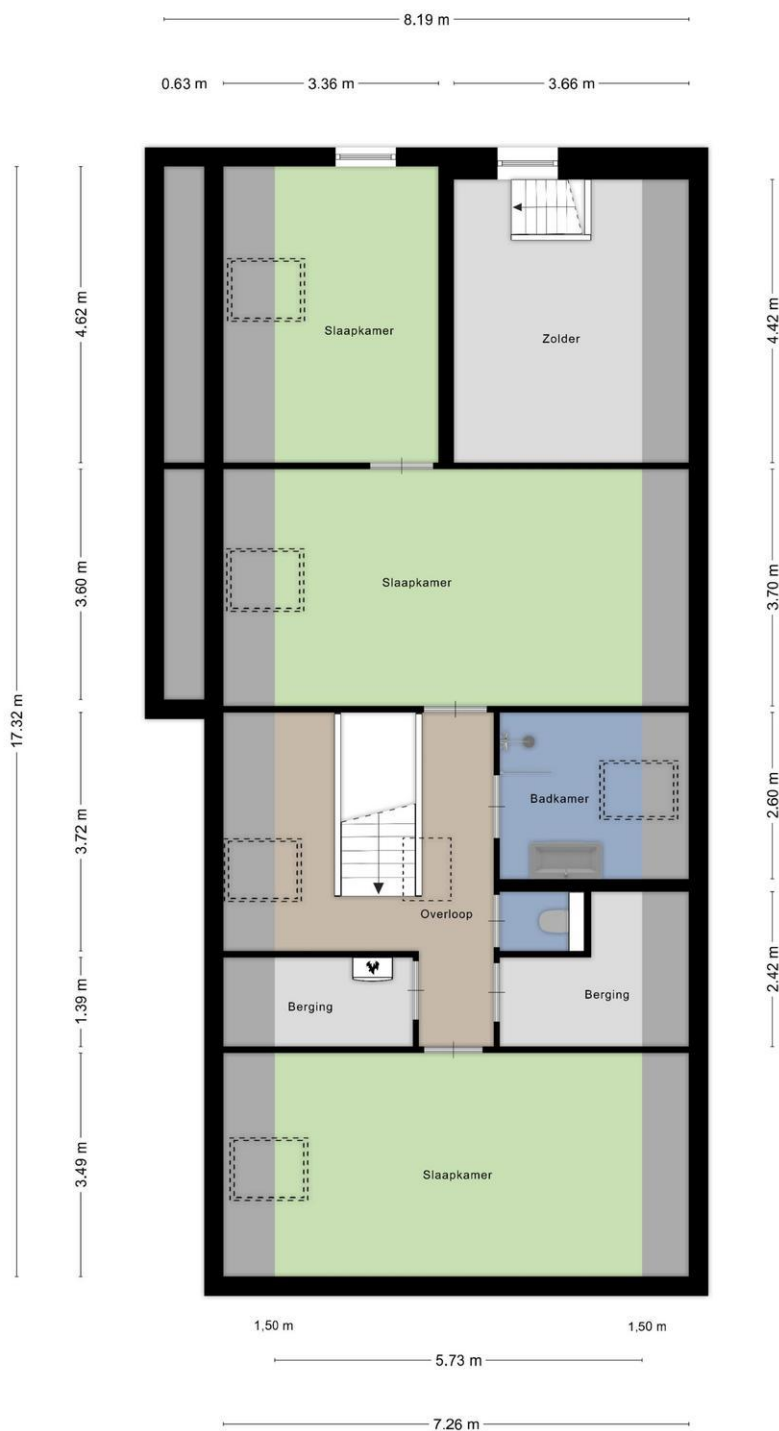 8.19 m
0.63 m
3.36 m
3.66 m
17.32 m
4.62 m
4.42 m
Slaapkamer
Zolder
3.60 m
3.70 m
Slaapkamer
3.72 m
2.60 m
Badkamer
Overloop
1.39 m
2.42 m
Berging
Berging
3.49 m
Slaapkamer
1,50 m
1,50 m
5.73 m
7.26 m